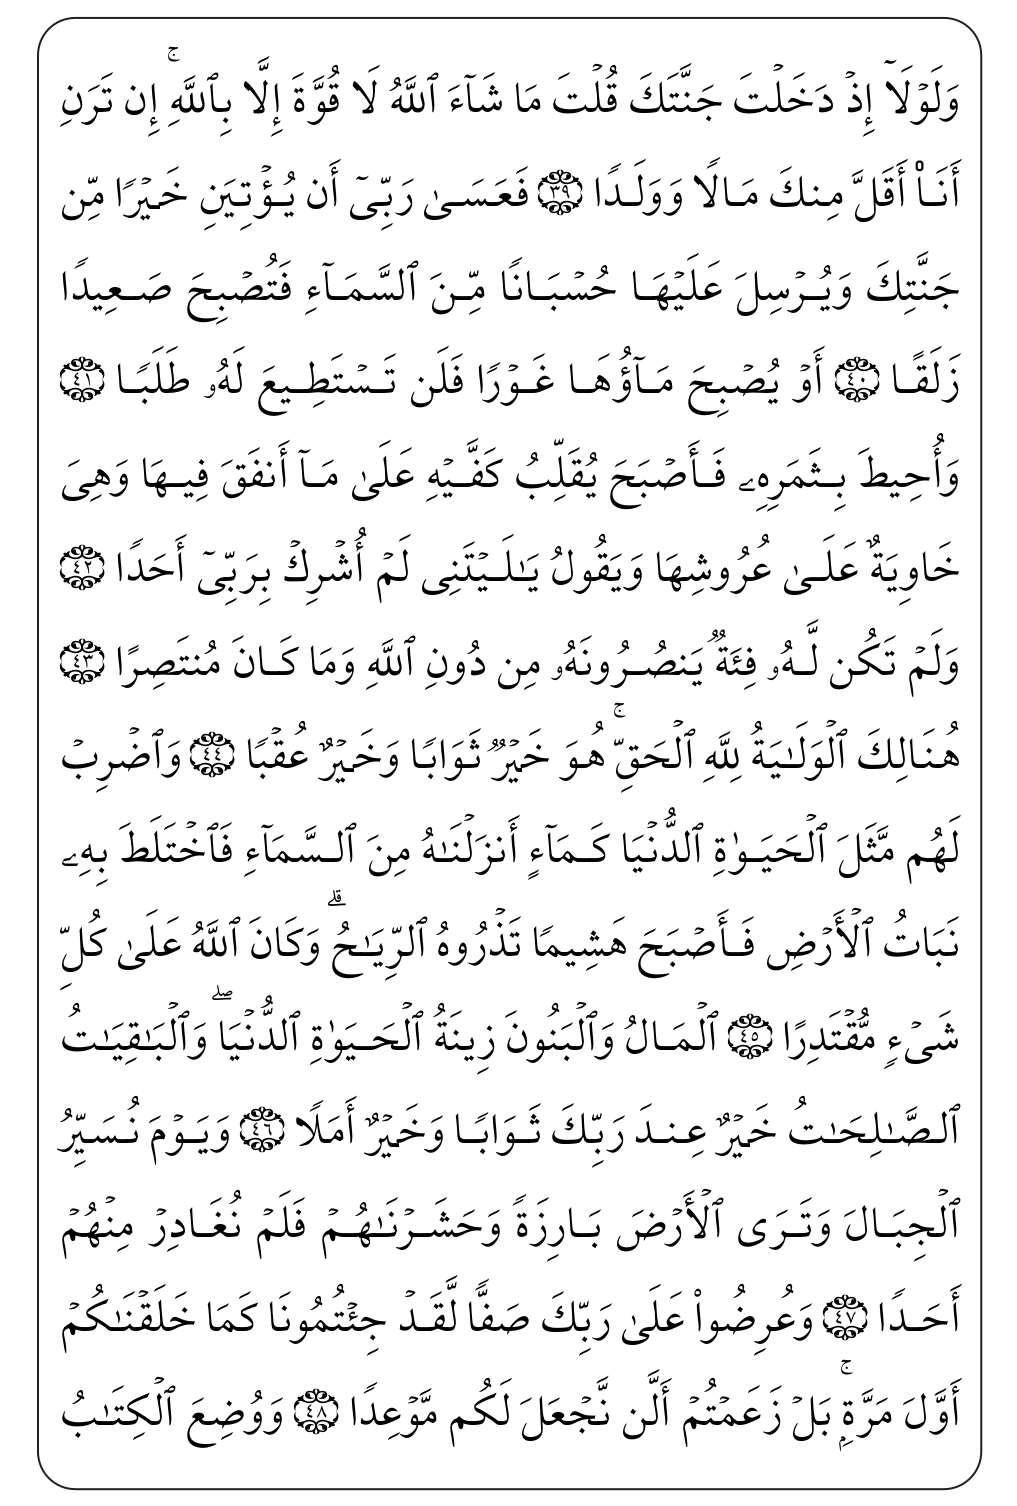 وَلَوۡلَآ إِذۡ دَخَلۡتَ جَنَّتَكَ قُلۡتَ مَا شَآءَ ٱللَّهُ لَا قُوَّةَ إِلَّا بِٱللَّهِۚ إِن تَرَنِ
أَنَا۠ أَقَلَّ مِنكَ مَالًا وَوَلَدًا ٣٩ فَعَسَىٰ رَبِّىٓ أَن يُؤۡتِيَنِ خَيۡرًا مِّن
جَنَّتِكَ وَيُرۡسِلَ عَلَيۡهَا حُسۡبَانًا مِّنَ ٱلسَّمَآءِ فَتُصۡبِحَ صَعِيدًا
زَلَقًا ٤٠ أَوۡ يُصۡبِحَ مَآؤُهَا غَوۡرًا فَلَن تَسۡتَطِيعَ لَهُۥ طَلَبًا ٤١
وَأُحِيطَ بِثَمَرِهِۦ فَأَصۡبَحَ يُقَلِّبُ كَفَّيۡهِ عَلَىٰ مَآ أَنفَقَ فِيهَا وَهِىَ
خَاوِيَةٌ عَلَىٰ عُرُوشِهَا وَيَقُولُ يَٰلَيۡتَنِى لَمۡ أُشۡرِكۡ بِرَبِّىٓ أَحَدًا ٤٢
وَلَمۡ تَكُن لَّهُۥ فِئَةٌ يَنصُرُونَهُۥ مِن دُونِ ٱللَّهِ وَمَا كَانَ مُنتَصِرًا ٤٣
هُنَالِكَ ٱلۡوَلَٰيَةُ لِلَّهِ ٱلۡحَقِّۚ هُوَ خَيۡرٌ ثَوَابًا وَخَيۡرٌ عُقۡبًا ٤٤ وَٱضۡرِبۡ
لَهُم مَّثَلَ ٱلۡحَيَوٰةِ ٱلدُّنۡيَا كَمَآءٍ أَنزَلۡنَٰهُ مِنَ ٱلسَّمَآءِ فَٱخۡتَلَطَ بِهِۦ
نَبَاتُ ٱلۡأَرۡضِ فَأَصۡبَحَ هَشِيمًا تَذۡرُوهُ ٱلرِّيَٰحُۗ وَكَانَ ٱللَّهُ عَلَىٰ كُلِّ
شَىۡءٍ مُّقۡتَدِرًا ٤٥ ٱلۡمَالُ وَٱلۡبَنُونَ زِينَةُ ٱلۡحَيَوٰةِ ٱلدُّنۡيَاۖ وَٱلۡبَٰقِيَٰتُ
ٱلصَّٰلِحَٰتُ خَيۡرٌ عِندَ رَبِّكَ ثَوَابًا وَخَيۡرٌ أَمَلًا ٤٦ وَيَوۡمَ نُسَيِّرُ
ٱلۡجِبَالَ وَتَرَى ٱلۡأَرۡضَ بَارِزَةً وَحَشَرۡنَٰهُمۡ فَلَمۡ نُغَادِرۡ مِنۡهُمۡ
أَحَدًا ٤٧ وَعُرِضُوا۟ عَلَىٰ رَبِّكَ صَفًّا لَّقَدۡ جِئۡتُمُونَا كَمَا خَلَقۡنَٰكُمۡ
أَوَّلَ مَرَّةِۭۚ بَلۡ زَعَمۡتُمۡ أَلَّن نَّجۡعَلَ لَكُم مَّوۡعِدًا ٤٨ وَوُضِعَ ٱلۡكِتَٰبُ